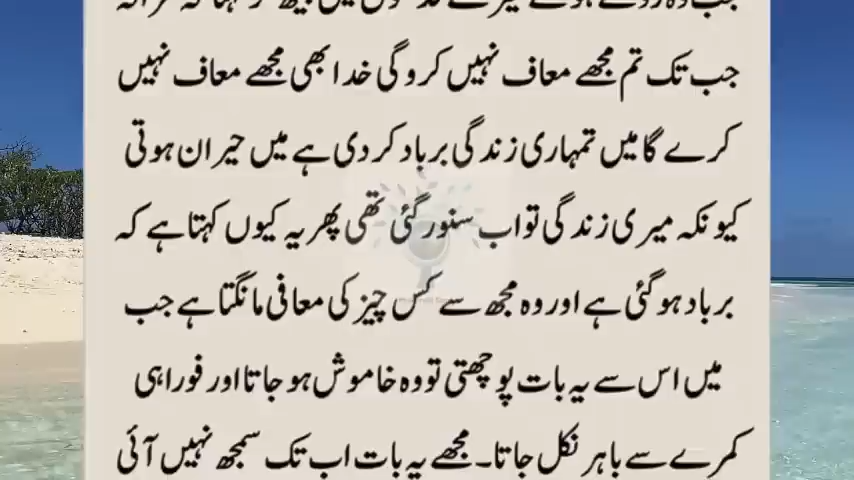 جب تک تم مجھے معاف نہیں کرو گی خدا بھی مجھے معاف نہیں
کرے گا میں تمہاری زندگی برباد کر دی ہے میں حیران ہوتی
کیونکہ میری زندگی تو اب سنور گئی تھی پھر یہ کیوں کہتا ہے کہ
برباد ہو گئی ہے اور وہ مجھ سے کس چیز کی معافی مانگتا ہے جب
میں اس سے یہ بات پوچھتی تو وہ خاموش ہو جاتا اور فورا ہی
کمرے سے باہر نکل جاتا۔ مجھے یہ بات اب تک سمجھ نہیں آئی